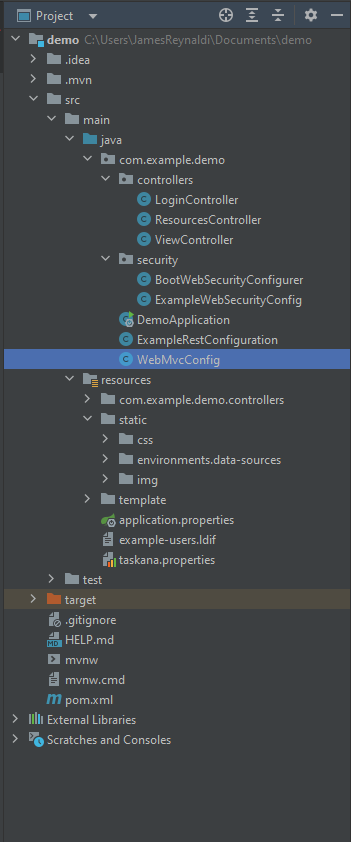 Project
demo C:\Users\JamesReynaldi\Documents\demo
.idea
.mvn
src
main
java
com.example.demo
controllers
LoginController
ResourcesController
ViewController
security
BootWebSecurityConfigurer
ExampleWebSecurityConfig
DemoApplication
ExampleRestConfiguration
WebMvcConfig
resources
com.example.demo.controllers
static
css
environments.data-sources
img
template
application.properties
example-users.ldif
taskana.properties
test
target
.gitignore
HELP.md
mvnw
mvnw.cmd
pom.xml
External Libraries
Scratches and Consoles